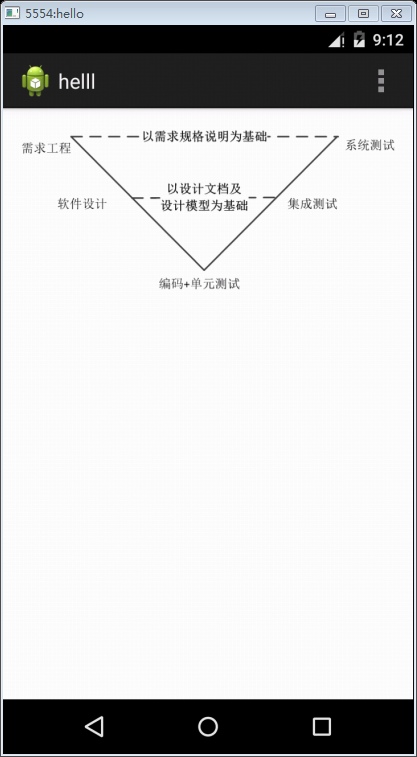 5554:hello
9:12
helll
以需求规格说明为基础
需求工程
系统测试
以设计文档及
设计模型为基础
软件设计
集成测试
编码+单元测试